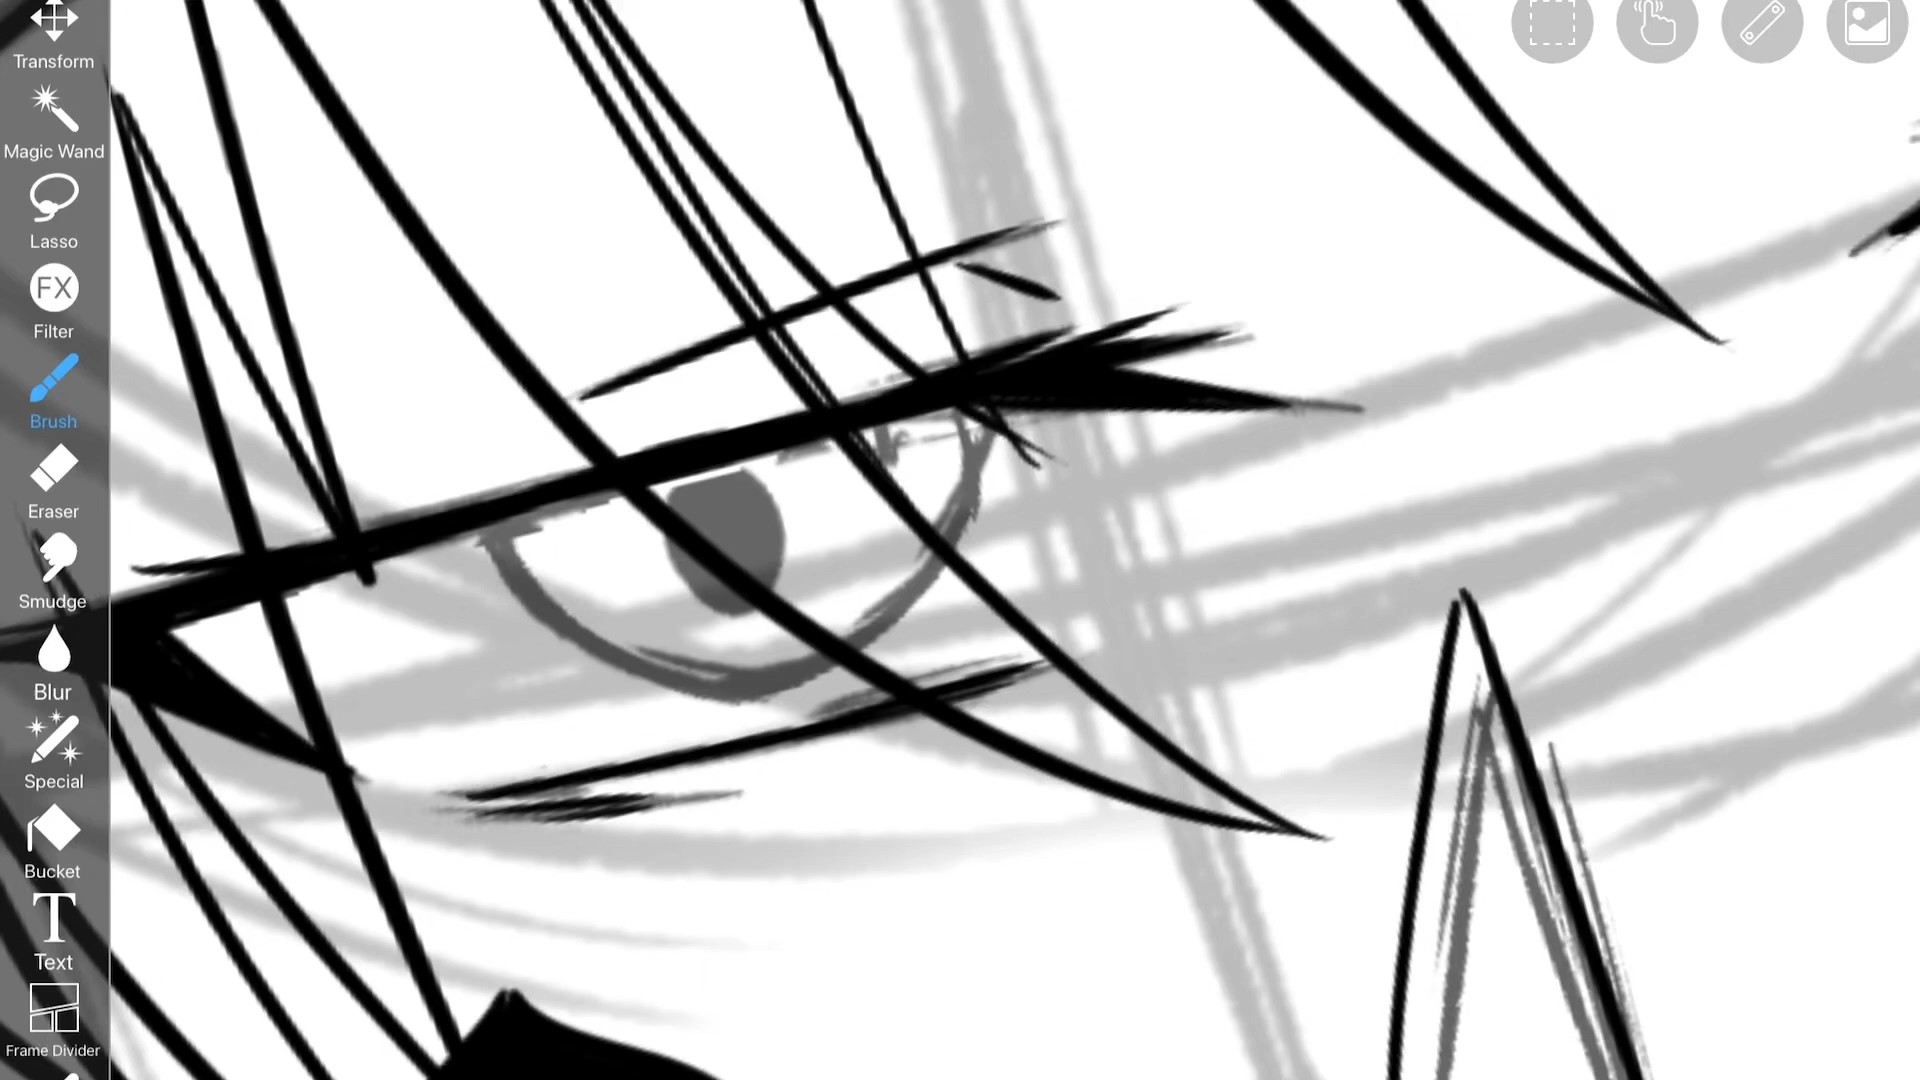 Transform
Magic Wand
Lasso
FX
Filter
Brush
Eraser
Smudge
Blur
Special
Bucket
T
Text
Frame Divider